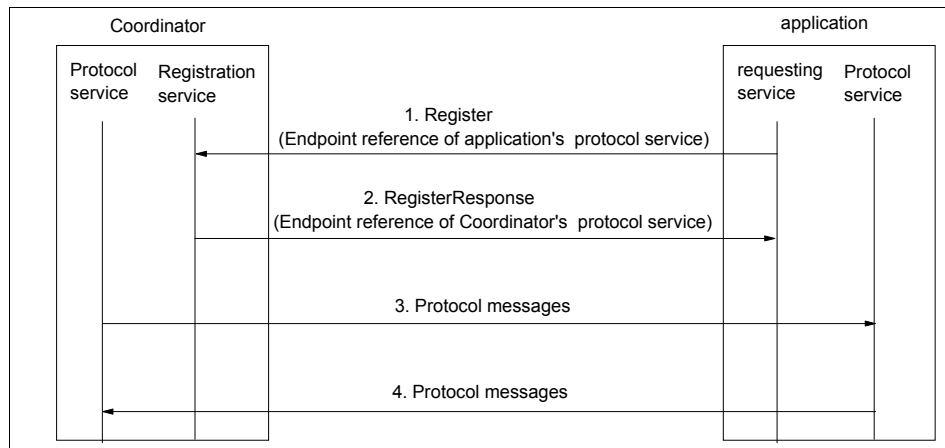 Coordinator
application
Protocol service
Registration service
requesting service
Protocol service
1. Register
(Endpoint reference of application's protocol service)
2. RegisterResponse
(Endpoint reference of Coordinator's protocol service)
3. Protocol messages
4. Protocol messages